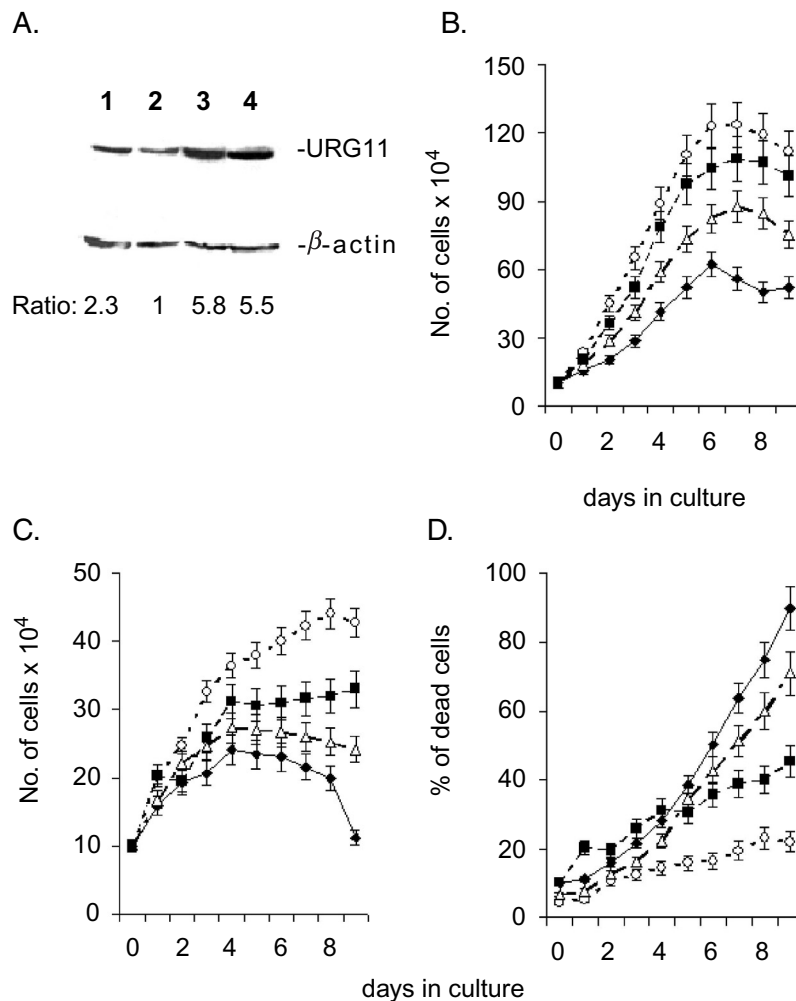 A.
1 2 3 4
-URG11
-β-actin
Ratio: 2.3 1 5.8 5.5
B.
No. of cells x 10⁴
150
120
90
60
30
0
0 2 4 6 8
days in culture
C.
No. of cells x 10⁴
50
40
30
20
10
0
0 2 4 6 8
D.
% of dead cells
100
80
60
40
20
0
0 2 4 6 8
days in culture